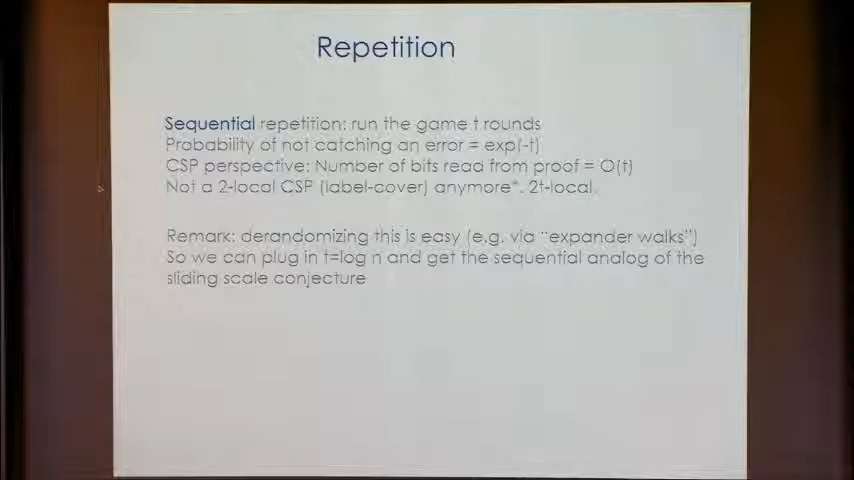 Repetition
Sequential repetition: run the game t rounds
Probability of not catching an error = exp(-t)
CSP perspective: Number of bits read from proof = O(t)
Not a 2-local CSP (label-cover) anymore*. 2t-local.
Remark: derandomizing this is easy (e.g. via "expander walks")
So we can plug in t=log n and get the sequential analog of the
sliding scale conjecture